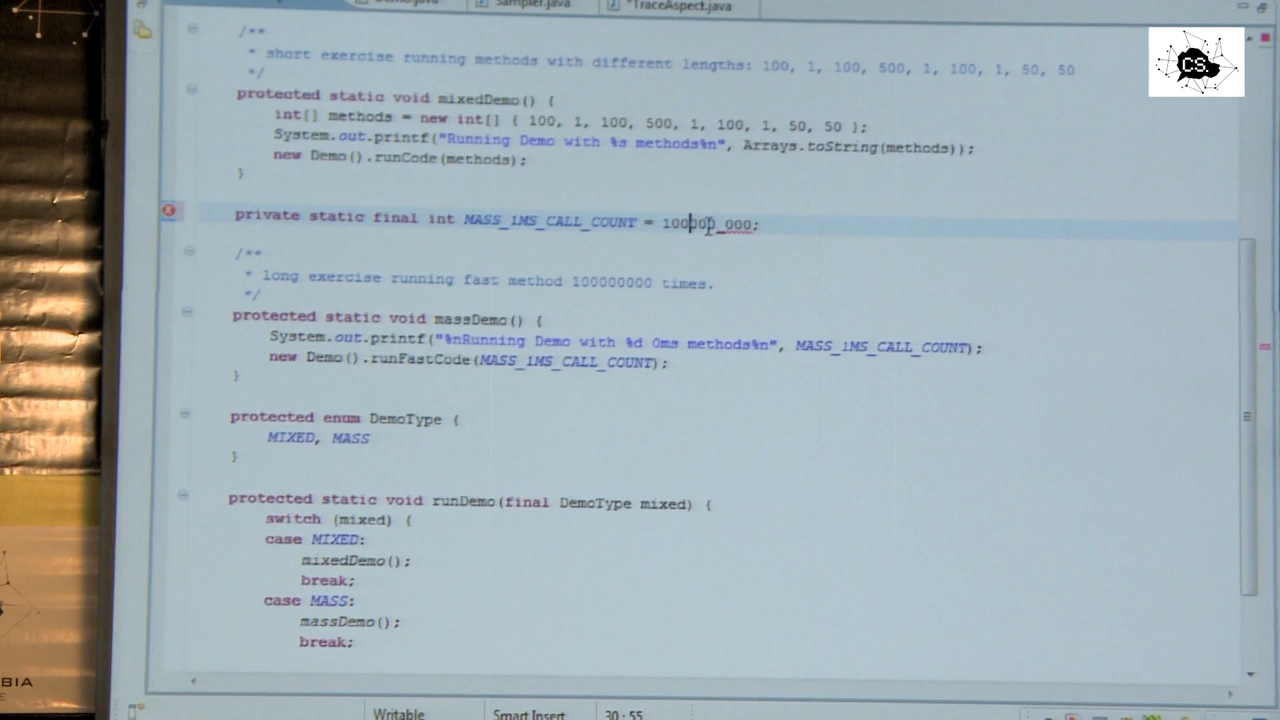 Sampler.java
*TraceAspect.java
/**
* short exercise running methods with different lengths: 100, 1, 100, 500, 1, 100, 1, 50, 50
*/
protected static void mixedDemo() {
int[] methods = new int[] { 100, 1, 100, 500, 1, 100, 1, 50, 50 };
System.out.printf("Running Demo with %s methods%n", Arrays.toString(methods));
new Demo().runCode(methods);
}
private static final int MASS_1MS_CALL_COUNT = 100000_000;
/**
* long exercise running fast method 100000000 times.
*/
protected static void massDemo() {
System.out.printf("%nRunning Demo with %d 0ms methods%n", MASS_1MS_CALL_COUNT);
new Demo().runFastCode(MASS_1MS_CALL_COUNT);
}
protected enum DemoType {
MIXED, MASS
}
protected static void runDemo(final DemoType mixed) {
switch (mixed) {
case MIXED:
mixedDemo();
break;
case MASS:
massDemo();
break;
Writable
Smart Insert
30 : 55
CS.
BIA